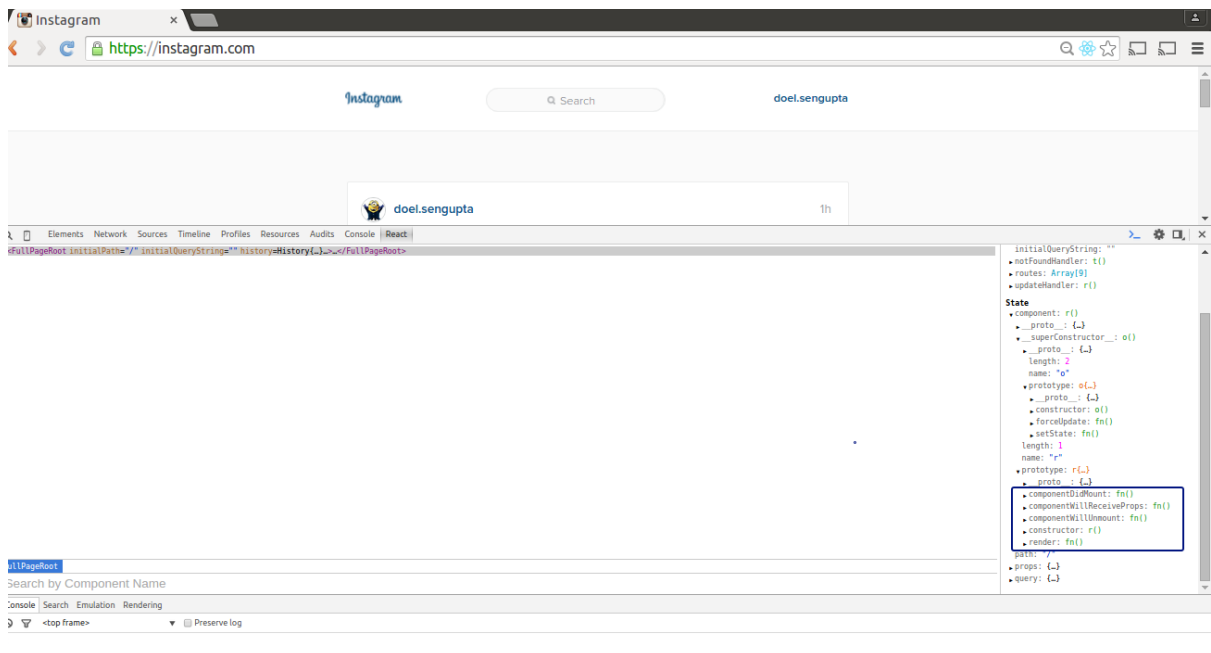 Instagram ×
https://instagram.com
Instagram Search doel.sengupta
doel.sengupta 1h
Elements Network Sources Timeline Profiles Resources Audits Console React
<FullPageRoot initialPath="/" initialQueryString="" history=History{…}…>…</FullPageRoot>
initialQueryString: ""
notFoundHandler: t()
routes: Array[9]
updateHandler: r()
State
component: r()
__proto__: {…}
__superConstructor__: o()
__proto__: {…}
length: 2
name: "o"
prototype: o{…}
__proto__: {…}
constructor: o()
forceUpdate: fn()
setState: fn()
length: 1
name: "r"
prototype: r{…}
__proto__: {…}
componentDidMount: fn()
componentWillReceiveProps: fn()
componentWillUnmount: fn()
constructor: r()
render: fn()
path: "/"
props: {…}
query: {…}
ullPageRoot
Search by Component Name
Console Search Emulation Rendering
<top frame> ▼ Preserve log